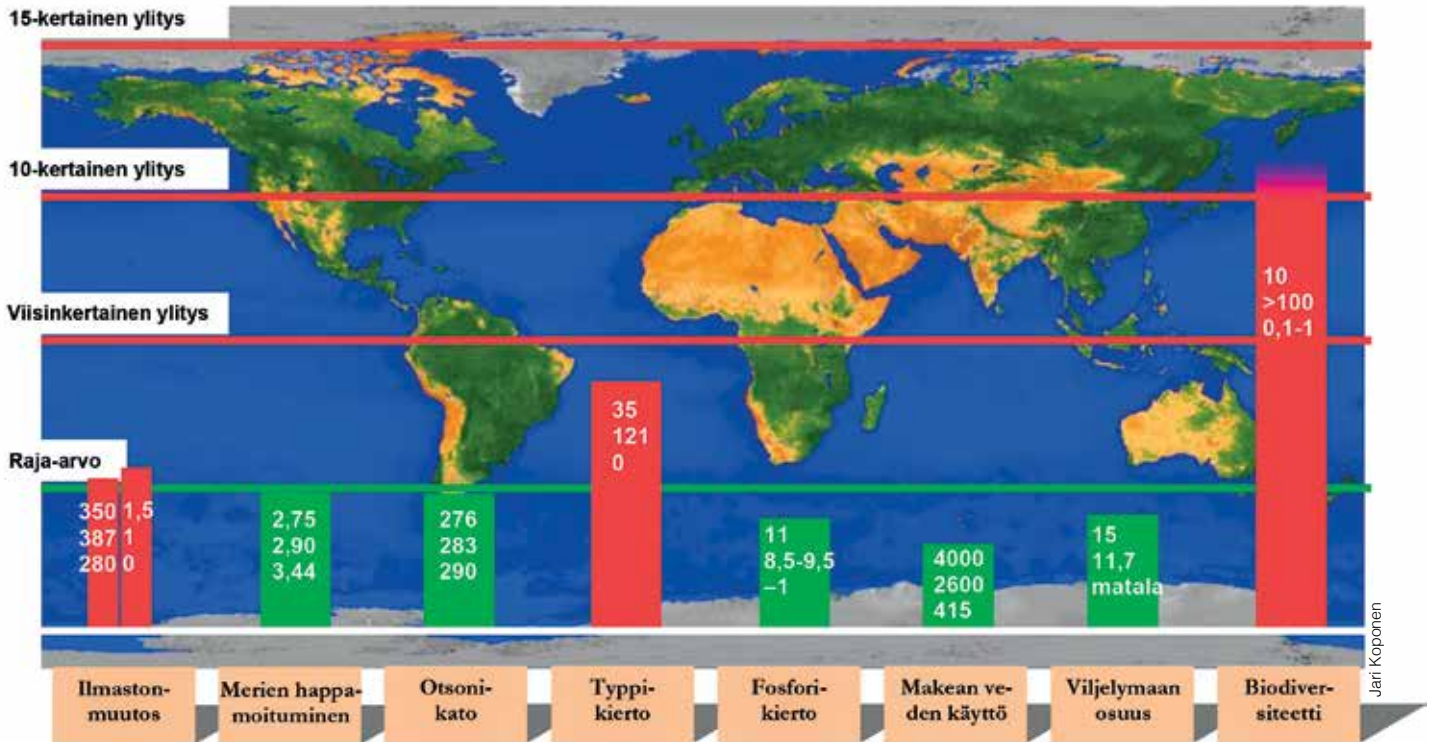 15-kertainen ylitys
10-kertainen ylitys
Viisinkertainen ylitys
Raja-arvo
350
387
280
1,5
1
0
2,75
2,90
3,44
276
283
290
35
121
0
11
8,5-9,5
–1
4000
2600
415
15
11,7
matala
10
>100
0,1-1
Ilmaston-
muutos
Merien happa-
moituminen
Otsoni-
kato
Typpi-
kierto
Fosfori-
kierto
Makean ve-
den käyttö
Viljelymaan
osuus
Biodiver-
siteetti
Jari Koponen